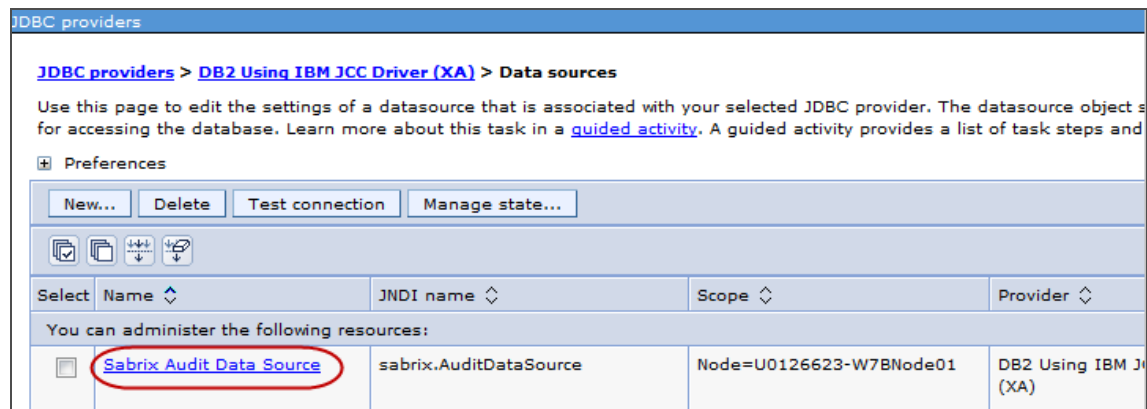 JDBC providers
JDBC providers > DB2 Using IBM JCC Driver (XA) > Data sources
Use this page to edit the settings of a datasource that is associated with your selected JDBC provider. The datasource object
for accessing the database. Learn more about this task in a guided activity. A guided activity provides a list of task steps and
Preferences
New... Delete Test connection Manage state...
Select Name JNDI name Scope Provider
You can administer the following resources:
Sabrix Audit Data Source sabrix.AuditDataSource Node=U0126623-W7BNode01 DB2 Using IBM
(XA)